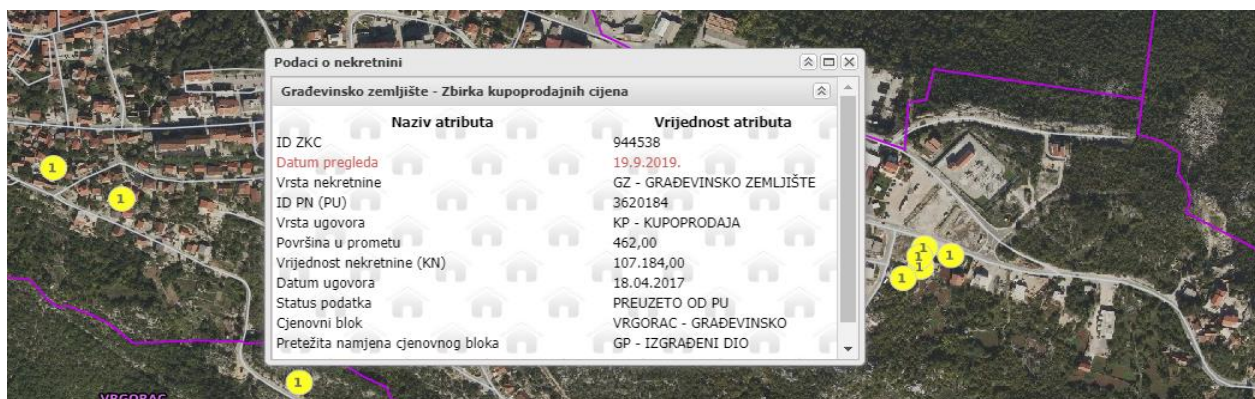 Podaci o nekretnini
Građevinsko zemljište - Zbirka kupoprodajnih cijena
Naziv atributa Vrijednost atributa
ID ZKC 944538
Datum pregleda 19.9.2019.
Vrsta nekretnine GZ - GRAĐEVINSKO ZEMLJIŠTE
ID PN (PU) 3620184
Vrsta ugovora KP - KUPOPRODAJA
Površina u prometu 462,00
Vrijednost nekretnine (KN) 107.184,00
Datum ugovora 18.04.2017
Status podatka PREUZETO OD PU
Cjenovni blok VRGORAC - GRAĐEVINSKO
Pretežita namjena cjenovnog bloka GP - IZGRAĐENI DIO
1
1
1
1
1
1
1
1
VRGORAC